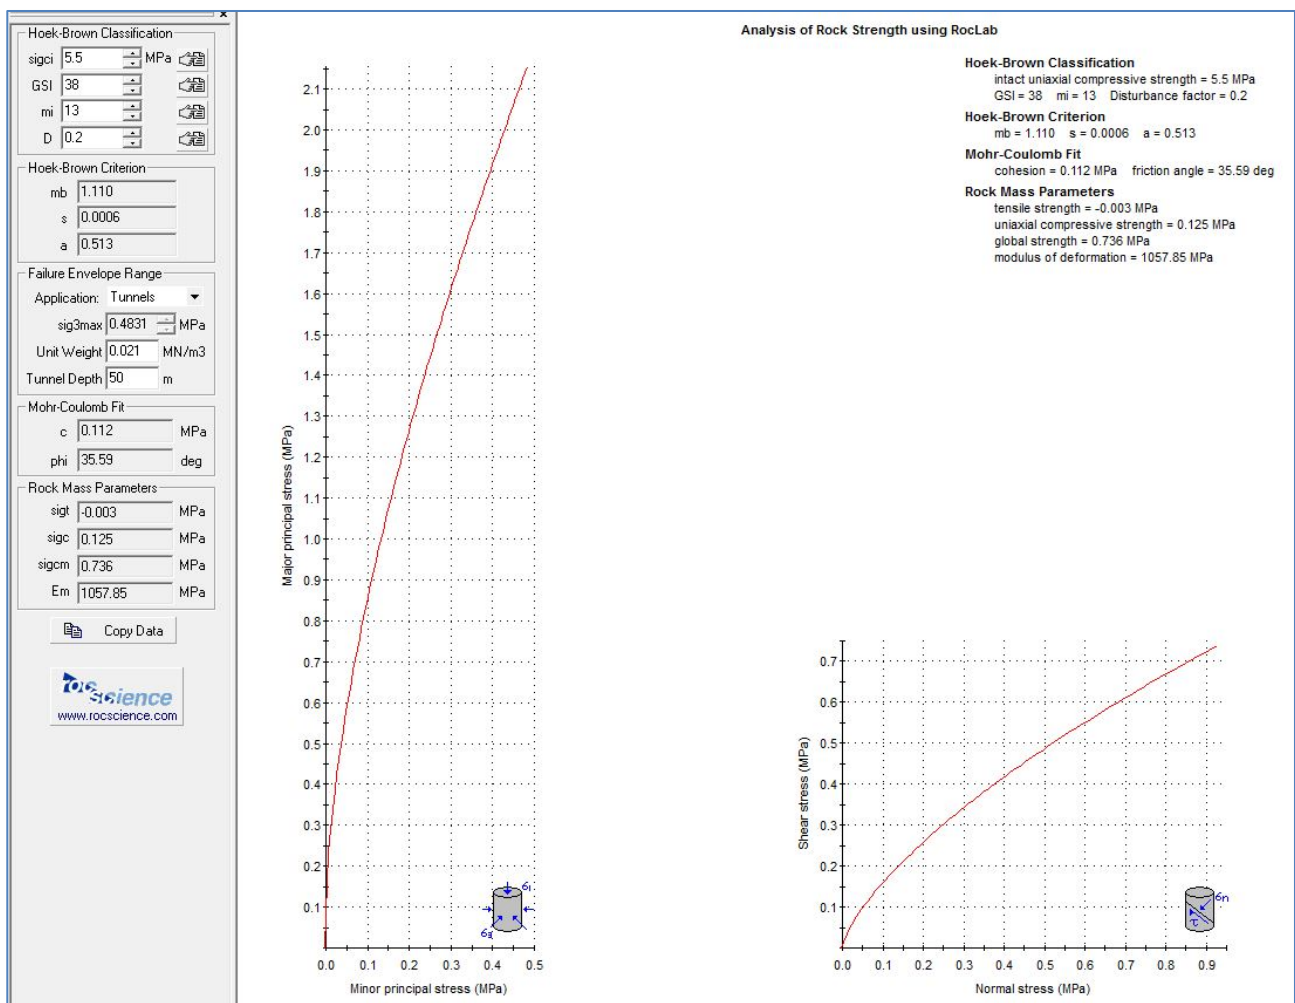 x
Hoek-Brown Classification
sigci 5.5 MPa
GSI 38
mi 13
D 0.2
Hoek-Brown Criterion
mb 1.110
s 0.0006
a 0.513
Failure Envelope Range
Application: Tunnels
sig3max 0.4831 MPa
Unit Weight 0.021 MN/m3
Tunnel Depth 50 m
Mohr-Coulomb Fit
c 0.112 MPa
phi 35.59 deg
Rock Mass Parameters
sigt -0.003 MPa
sigc 0.125 MPa
sigcm 0.736 MPa
Em 1057.85 MPa
Copy Data
rocscience
www.rocscience.com
Analysis of Rock Strength using RocLab
Hoek-Brown Classification
intact uniaxial compressive strength = 5.5 MPa
GSI = 38 mi = 13 Disturbance factor = 0.2
Hoek-Brown Criterion
mb = 1.110 s = 0.0006 a = 0.513
Mohr-Coulomb Fit
cohesion = 0.112 MPa friction angle = 35.59 deg
Rock Mass Parameters
tensile strength = -0.003 MPa
uniaxial compressive strength = 0.125 MPa
global strength = 0.736 MPa
modulus of deformation = 1057.85 MPa
Major principal stress (MPa)
2.1
2.0
1.9
1.8
1.7
1.6
1.5
1.4
1.3
1.2
1.1
1.0
0.9
0.8
0.7
0.6
0.5
0.4
0.3
0.2
0.1
σ1
σ3
0.0 0.1 0.2 0.3 0.4 0.5
Minor principal stress (MPa)
Shear stress (MPa)
0.7
0.6
0.5
0.4
0.3
0.2
0.1
σn
τ
0.0 0.1 0.2 0.3 0.4 0.5 0.6 0.7 0.8 0.9
Normal stress (MPa)